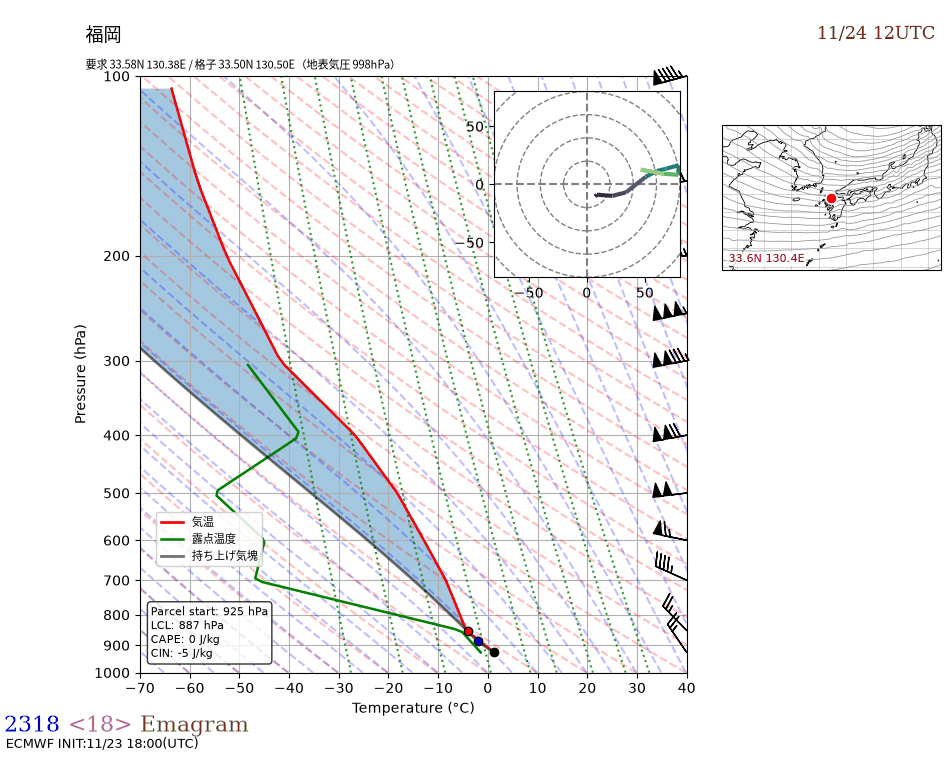 福岡
11/24 12UTC
要求 33.58N 130.38E / 格子 33.50N 130.50E（地表気圧 998hPa）
100
200
300
400
500
600
700
800
900
1000
Pressure (hPa)
50
0
−50
−50 0 50
33.6N 130.4E
気温
露点温度
持ち上げ気塊
Parcel start: 925 hPa
LCL: 887 hPa
CAPE: 0 J/kg
CIN: -5 J/kg
−70 −60 −50 −40 −30 −20 −10 0 10 20 30 40
Temperature (°C)
2318 <18> Emagram
ECMWF INIT:11/23 18:00(UTC)